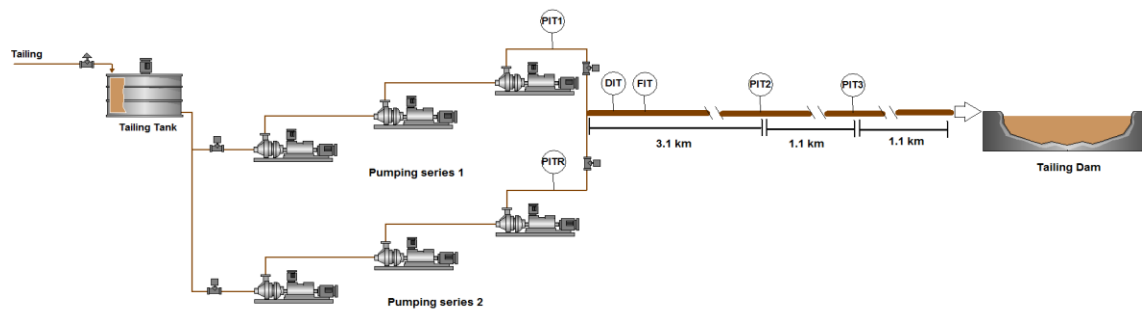 Tailing
Tailing Tank
PIT1
Pumping series 1
PITR
Pumping series 2
DIT
FIT
PIT2
PIT3
3.1 km
1.1 km
1.1 km
Tailing Dam